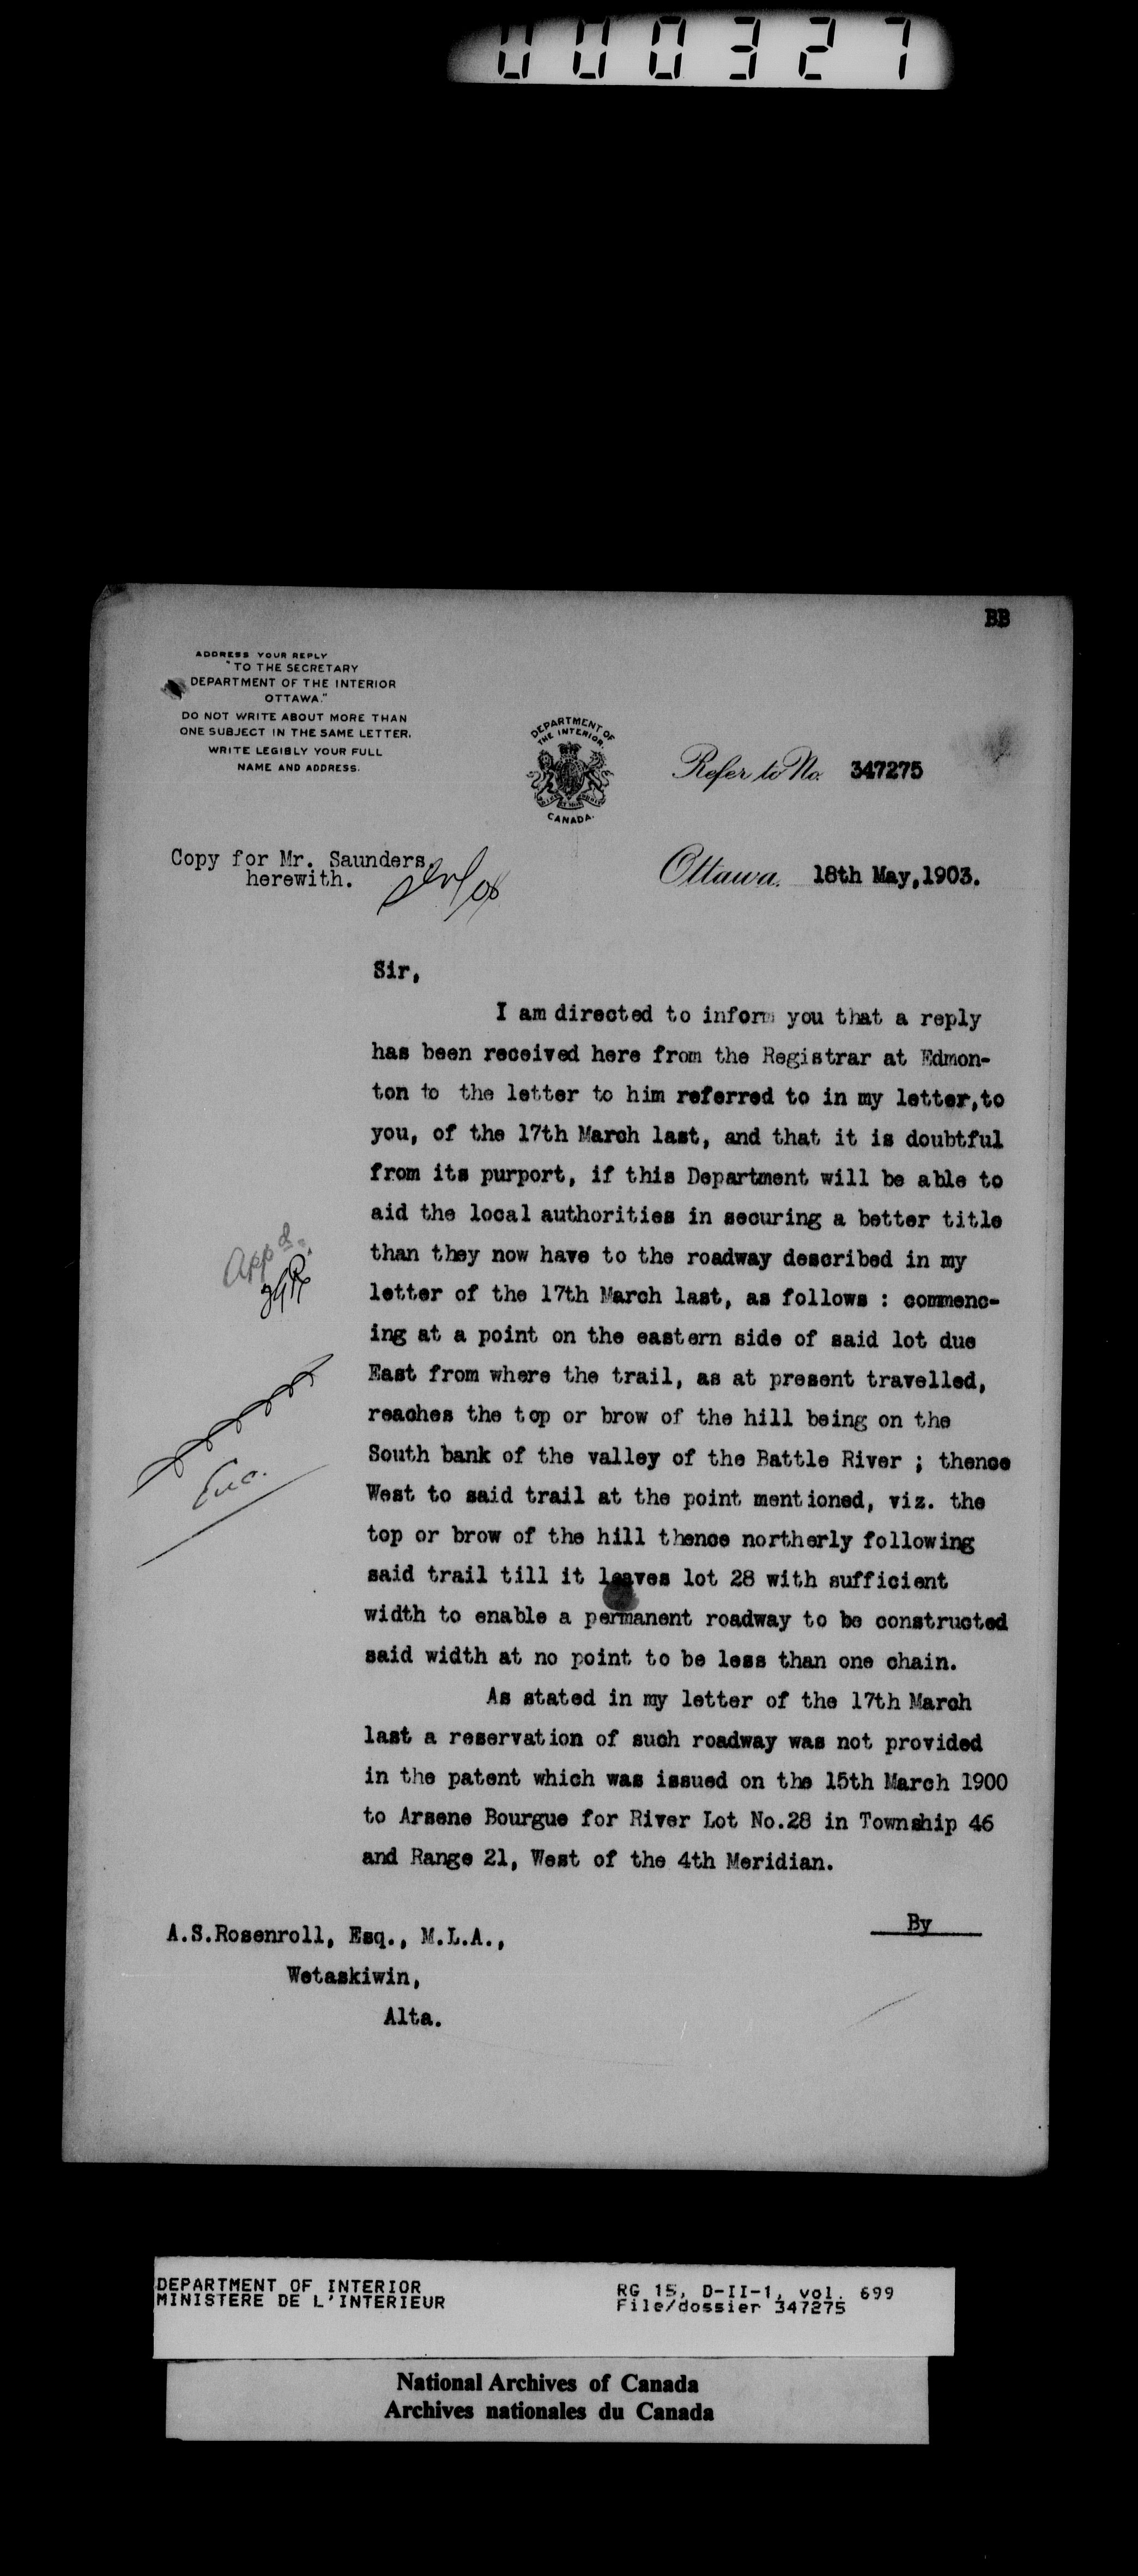 000327
BB
ADDRESS YOUR REPLY
"TO THE SECRETARY
DEPARTMENT OF THE INTERIOR
OTTAWA."
DO NOT WRITE ABOUT MORE THAN
ONE SUBJECT IN THE SAME LETTER.
WRITE LEGIBLY YOUR FULL
NAME AND ADDRESS.
DEPARTMENT OF
THE INTERIOR.
CANADA.
Refer to No. 347275
Copy for Mr. Saunders.
herewith.
Ottawa. 18th May,1903.
Sir,
I am directed to inform you that a reply
has been received here from the Registrar at Edmon-
ton to the letter to him referred to in my letter,to
you, of the 17th March last, and that it is doubtful
from its purport, if this Department will be able to
aid the local authorities in securing a better title
than they now have to the roadway described in my
letter of the 17th March last, as follows : commenc-
ing at a point on the eastern side of said lot due
East from where the trail, as at present travelled,
reaches the top or brow of the hill being on the
South bank of the valley of the Battle River ; thence
West to said trail at the point mentioned, viz. the
top or brow of the hill thence northerly following
said trail till it leaves lot 28 with sufficient
width to enable a permanent roadway to be constructed
said width at no point to be less than one chain.
Appd.
As stated in my letter of the 17th March
last a reservation of such roadway was not provided
in the patent which was issued on the 15th March 1900
to Arsene Bourgue for River Lot No.28 in Township 46
and Range 21, West of the 4th Meridian.
By
A.S.Rosenroll, Esq., M.L.A.,
Wetaskiwin,
Alta.
DEPARTMENT OF INTERIOR
MINISTERE DE L'INTERIEUR
RG 15, D-II-1, vol. 699
File/dossier 347275
National Archives of Canada
Archives nationales du Canada